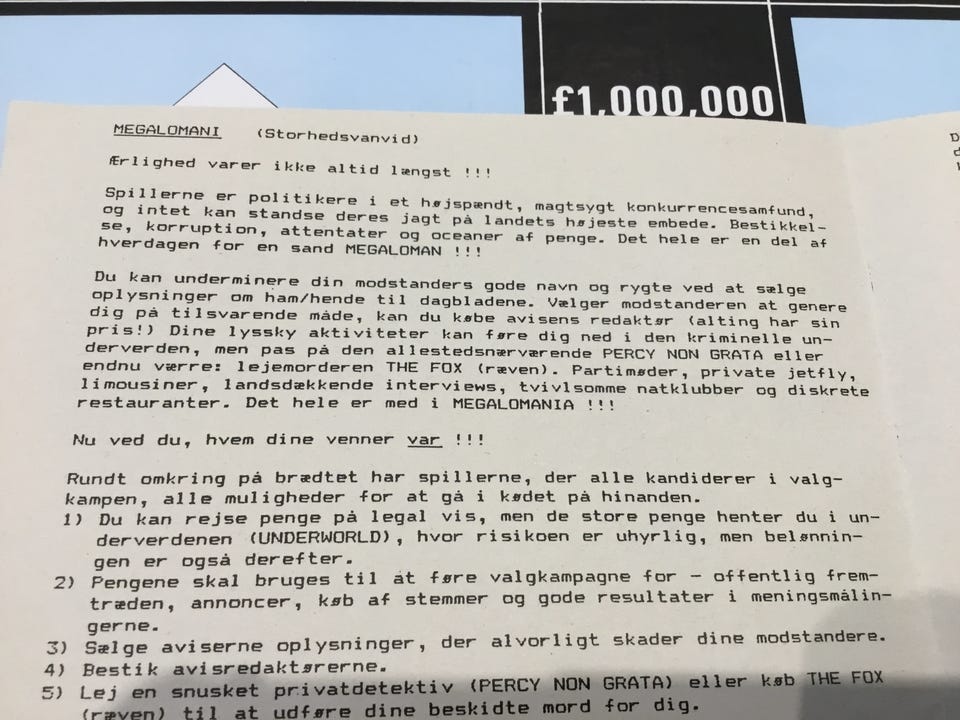 £1,000,000
MEGALOMANI (Storhedsvanvid)
Ærlighed varer ikke altid længst !!!
Spillerne er politikere i et højspændt, magtsygt konkurrencesamfund,
og intet kan standse deres jagt på landets højeste embede. Bestikkel-
se, korruption, attentater og oceaner af penge. Det hele er en del af
hverdagen for en sand MEGALOMAN !!!
Du kan underminere din modstanders gode navn og rygte ved at sælge
oplysninger om ham/hende til dagbladene. Vælger modstanderen at genere
dig på tilsvarende måde, kan du købe avisens redaktør (alting har sin
pris!) Dine lyssky aktiviteter kan føre dig ned i den kriminelle un-
derverden, men pas på den allestedsnærværende PERCY NON GRATA eller
endnu værre: lejemorderen THE FOX (ræven). Partimøder, private jetfly,
limousiner, landsdækkende interviews, tvivlsomme natklubber og diskrete
restauranter. Det hele er med i MEGALOMANIA !!!
Nu ved du, hvem dine venner var !!!
Rundt omkring på brædtet har spillerne, der alle kandiderer i valg-
kampen, alle muligheder for at gå i kødet på hinanden.
1) Du kan rejse penge på legal vis, men de store penge henter du i un-
derverdenen (UNDERWORLD), hvor risikoen er uhyrlig, men belønnin-
gen er også derefter.
2) Pengene skal bruges til at føre valgkampagne for - offentlig frem-
træden, annoncer, køb af stemmer og gode resultater i meningsmålin-
gerne.
3) Sælge aviserne oplysninger, der alvorligt skader dine modstandere.
4) Bestik avisredaktørerne.
5) Lej en snusket privatdetektiv (PERCY NON GRATA) eller køb THE FOX
(ræven) til at udføre dine beskidte mord for dig.